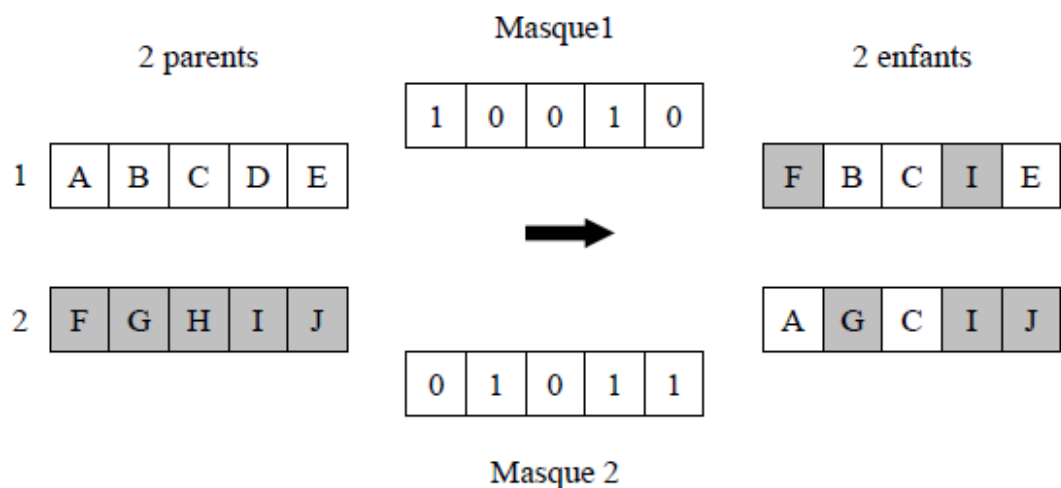 Masque1
2 parents
2 enfants
1 0 0 1 0
1 A B C D E
F B C I E
2 F G H I J
A G C I J
0 1 0 1 1
Masque 2